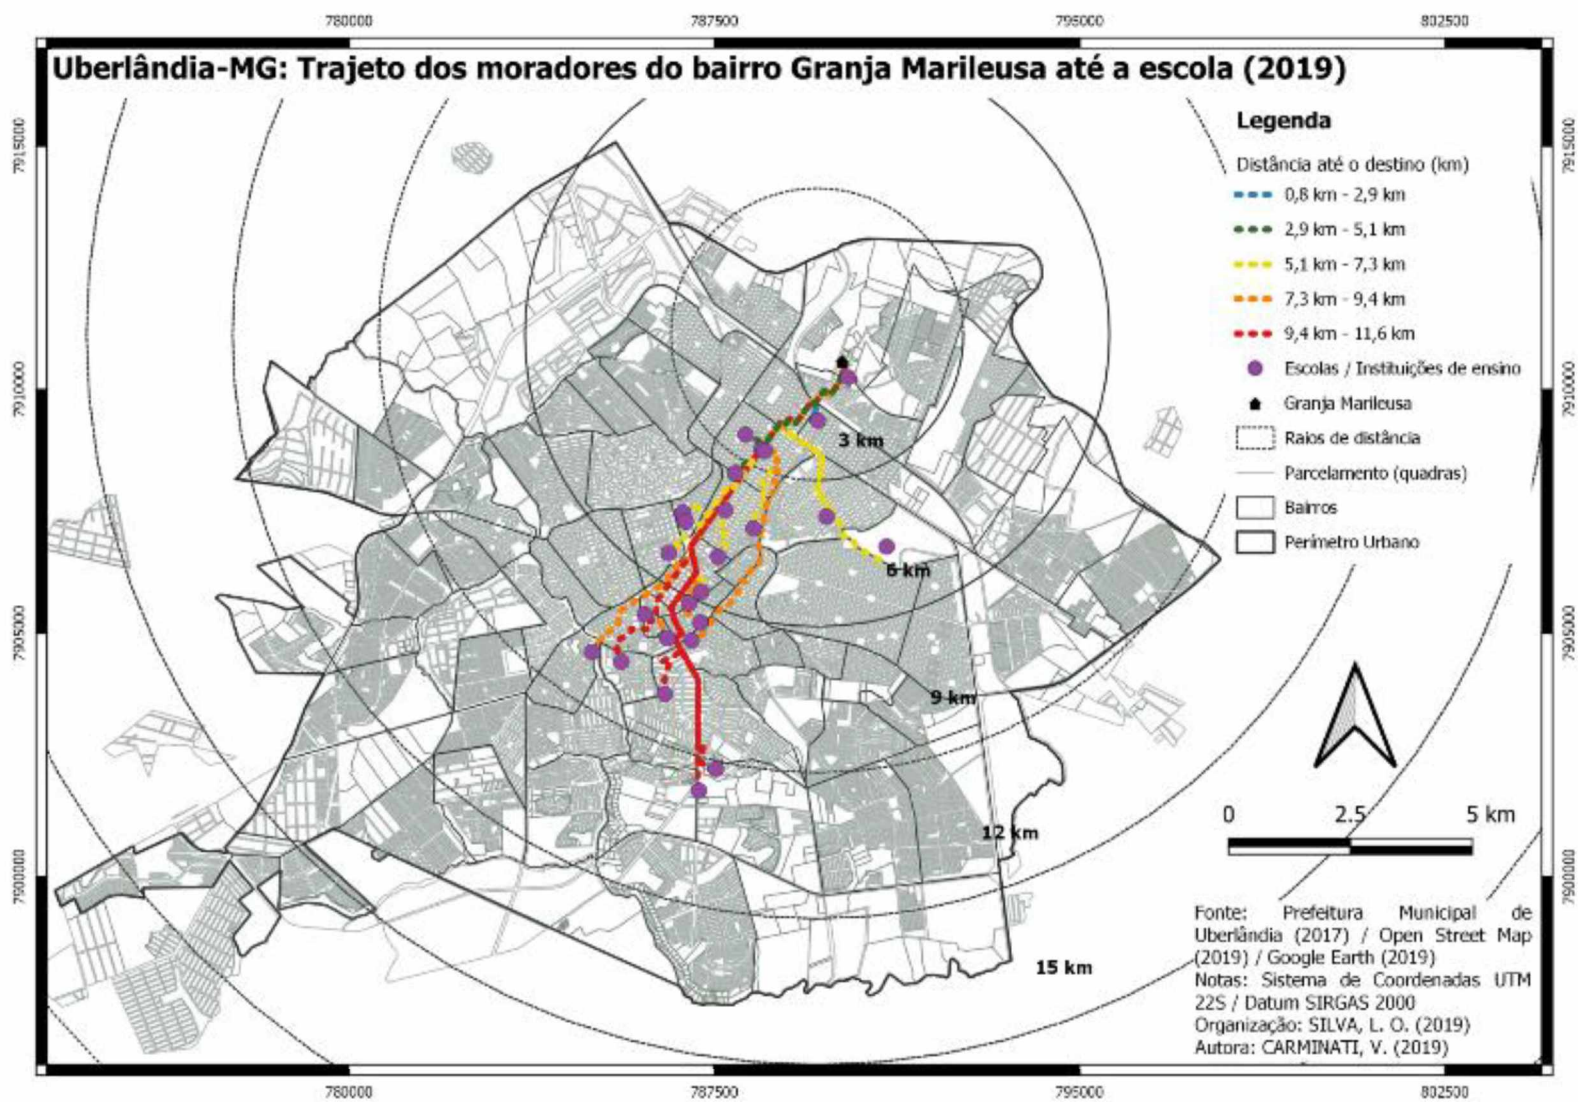 780000
787500
795000
802500
Uberlândia-MG: Trajeto dos moradores do bairro Granja Marileusa até a escola (2019)
Legenda
Distância até o destino (km)
0,8 km - 2,9 km
2,9 km - 5,1 km
5,1 km - 7,3 km
7,3 km - 9,4 km
9,4 km - 11,6 km
Escolas / Instituições de ensino
Granja Marileusa
Raios de distância
Parcelamento (quadras)
Bairros
Perímetro Urbano
7915000
7915000
7910000
7910000
7905000
7905000
7900000
7900000
3 km
6 km
9 km
12 km
15 km
0
2.5
5 km
Fonte: Prefeitura Municipal de
Uberlândia (2017) / Open Street Map
(2019) / Google Earth (2019)
Notas: Sistema de Coordenadas UTM
22S / Datum SIRGAS 2000
Organização: SILVA, L. O. (2019)
Autora: CARMINATI, V. (2019)
780000
787500
795000
802500